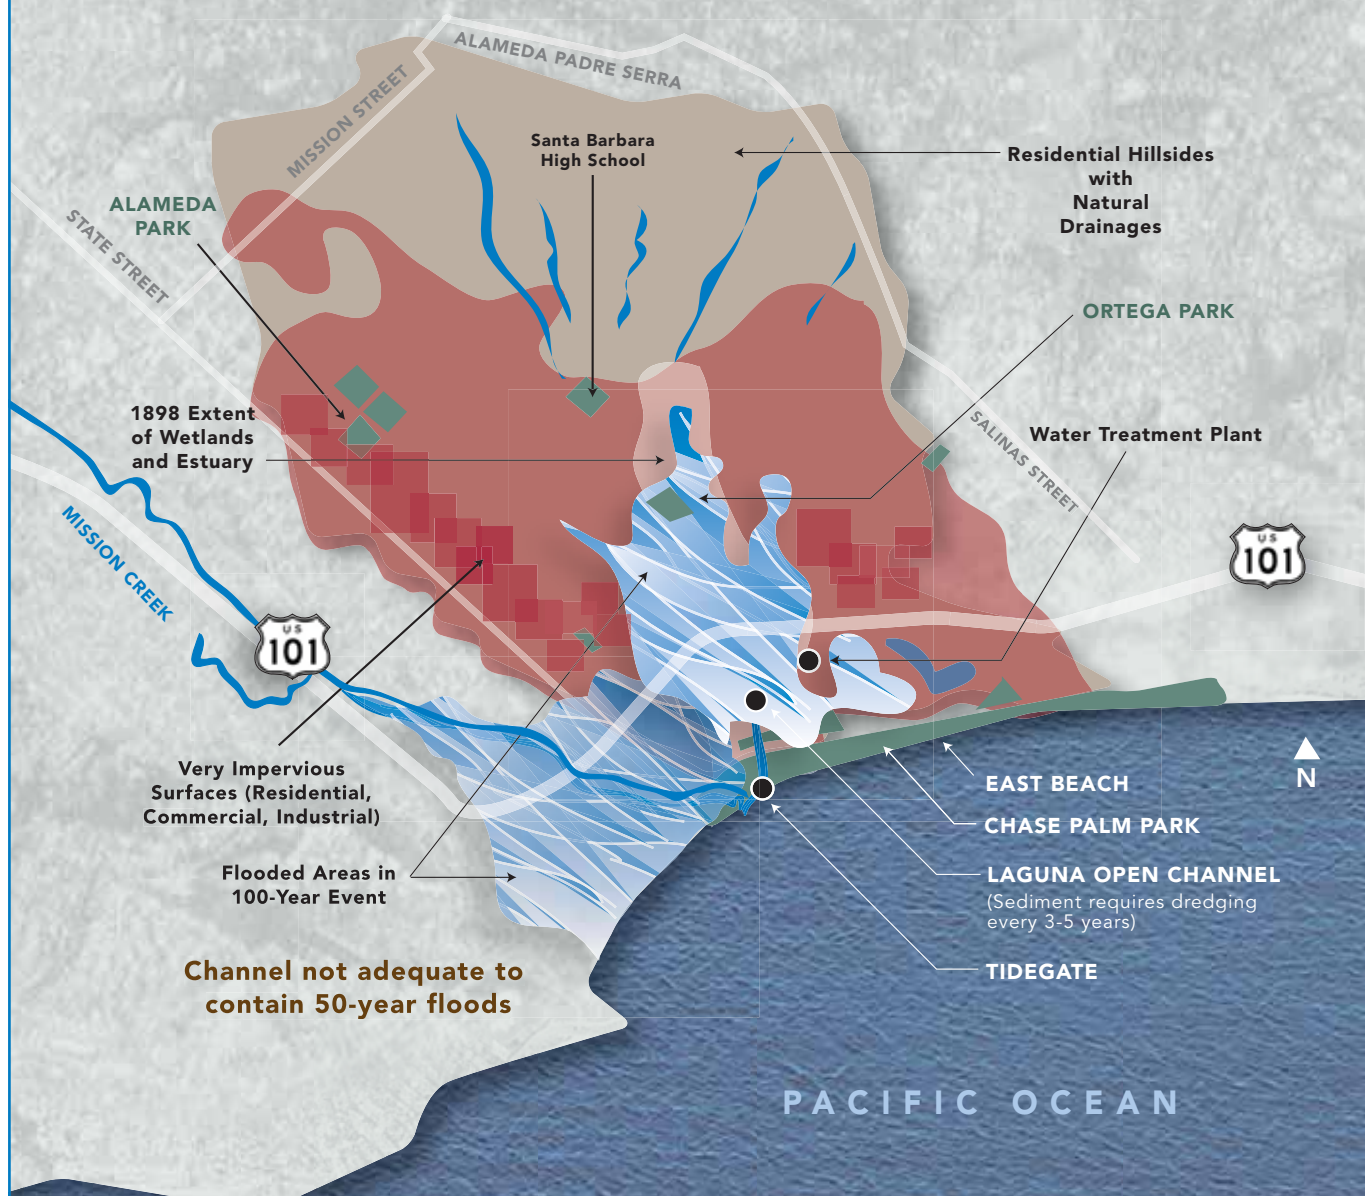 ALAMEDA PADRE SERRA
MISSION STREET
Santa Barbara
High School
Residential Hillsides
with
Natural
Drainages
ALAMEDA
PARK
STATE STREET
ORTEGA PARK
1898 Extent
of Wetlands
and Estuary
SALINAS STREET
Water Treatment Plant
MISSION CREEK
US
101
US
101
Very Impervious
Surfaces (Residential,
Commercial, Industrial)
N
EAST BEACH
CHASE PALM PARK
Flooded Areas in
100-Year Event
LAGUNA OPEN CHANNEL
(Sediment requires dredging
every 3-5 years)
TIDEGATE
Channel not adequate to
contain 50-year floods
PACIFIC OCEAN